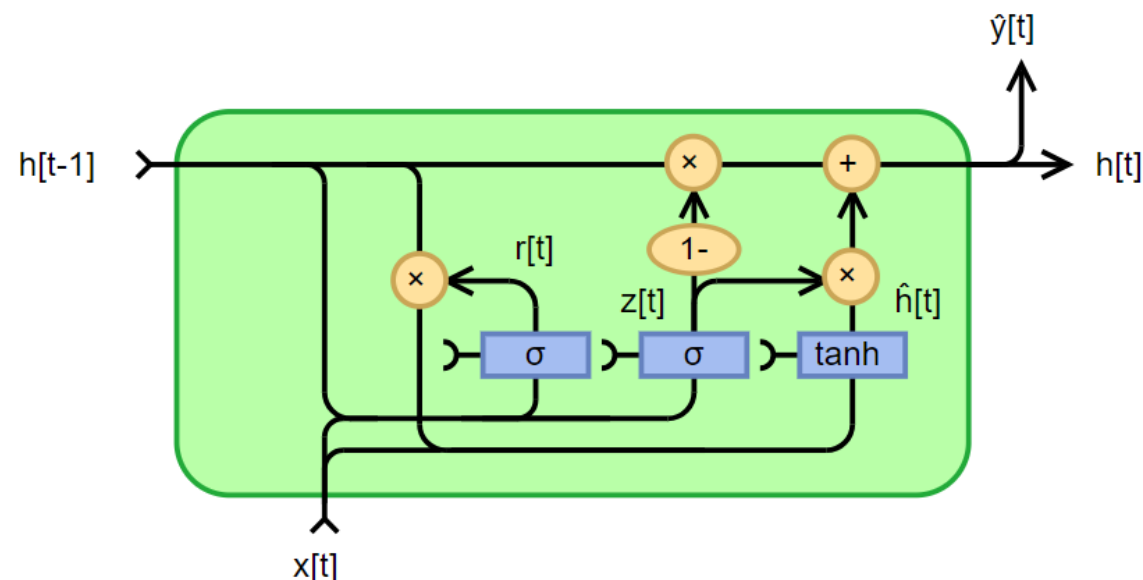 ŷ[t]
h[t-1]
×
+
h[t]
r[t]
1-
×
×
z[t]
ĥ[t]
σ
σ
tanh
x[t]